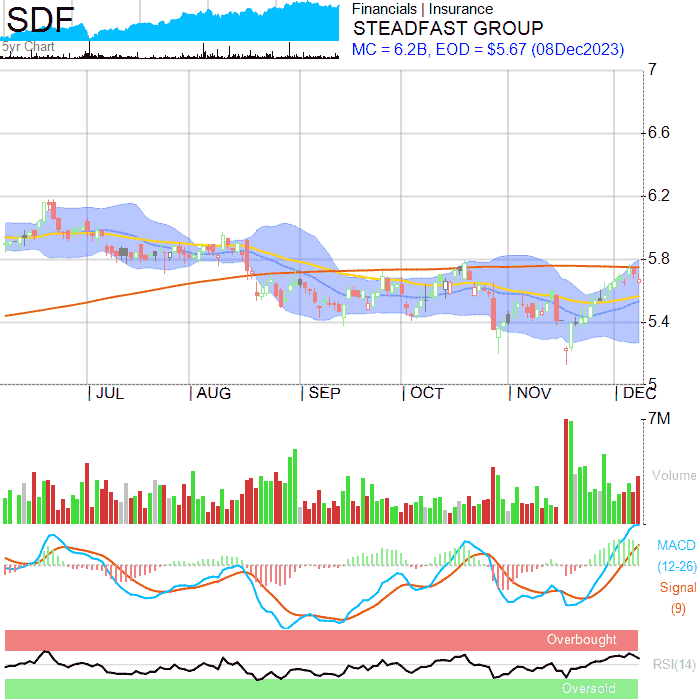 SDF
5yr Chart
Financials | Insurance
STEADFAST GROUP
MC = 6.2B, EOD = $5.67 (08Dec2023)
7
6.6
6.2
5.8
5.4
5
JUL AUG SEP OCT NOV DEC
7M
Volume
MACD
(12-26)
Signal
(9)
Overbought
RSI(14)
Oversold